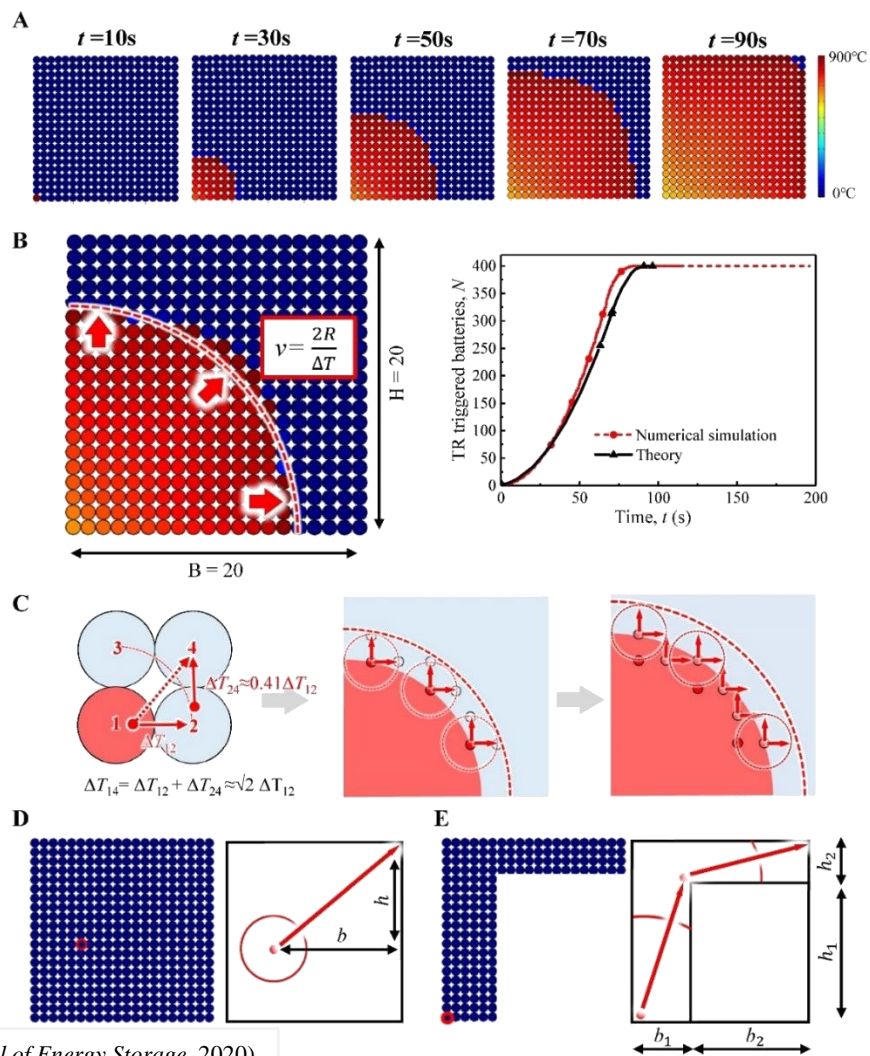 A
t =10s
t =30s
t =50s
t =70s
t =90s
900℃
0℃
B
v = 2R / ΔT
H = 20
B = 20
TR triggered batteries, N
400
350
300
250
200
150
100
50
0
Numerical simulation
Theory
0 50 100 150 200
Time, t (s)
C
3 4
ΔT₂₄≈0.41ΔT₁₂
1 2
ΔT₁₂
ΔT₁₄= ΔT₁₂ + ΔT₂₄≈√2 ΔT₁₂
D
h
b
E
h₂
h₁
b₁ b₂
of Energy Storage, 2020)